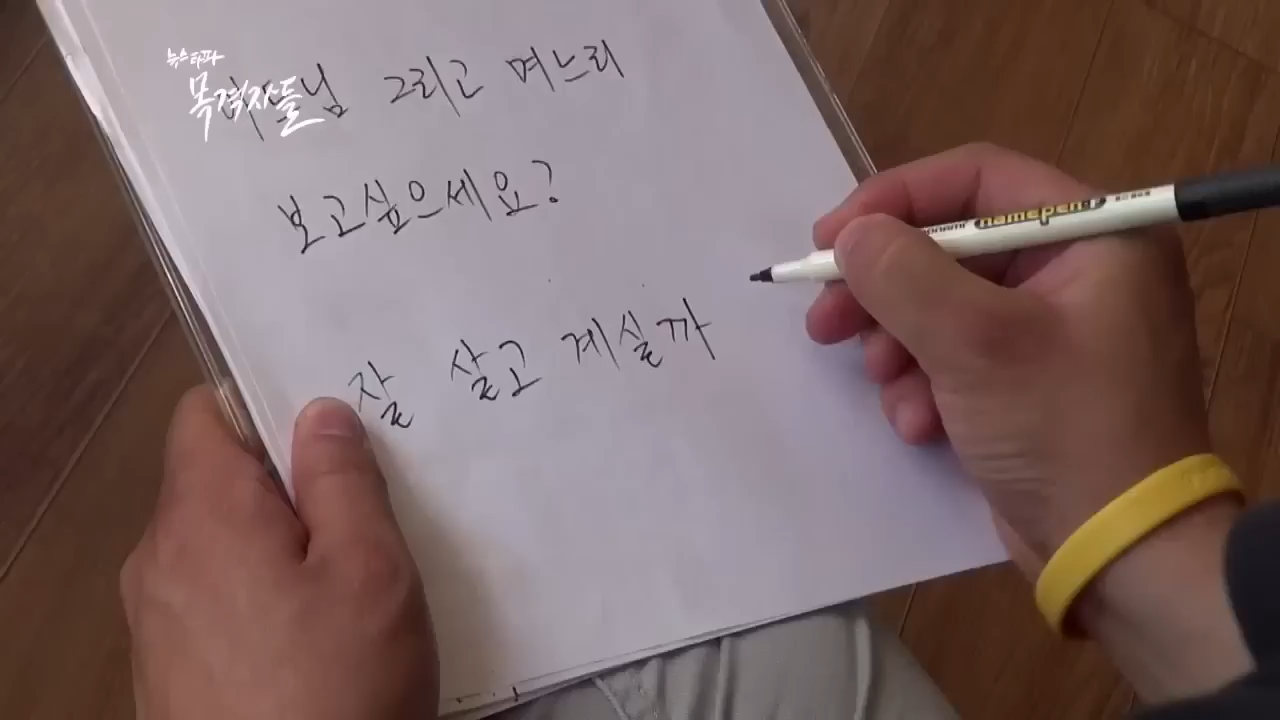 뉴스타파
목격자들
그리고 며느리
보고싶으세요?
잘 살고 계실까
namepen